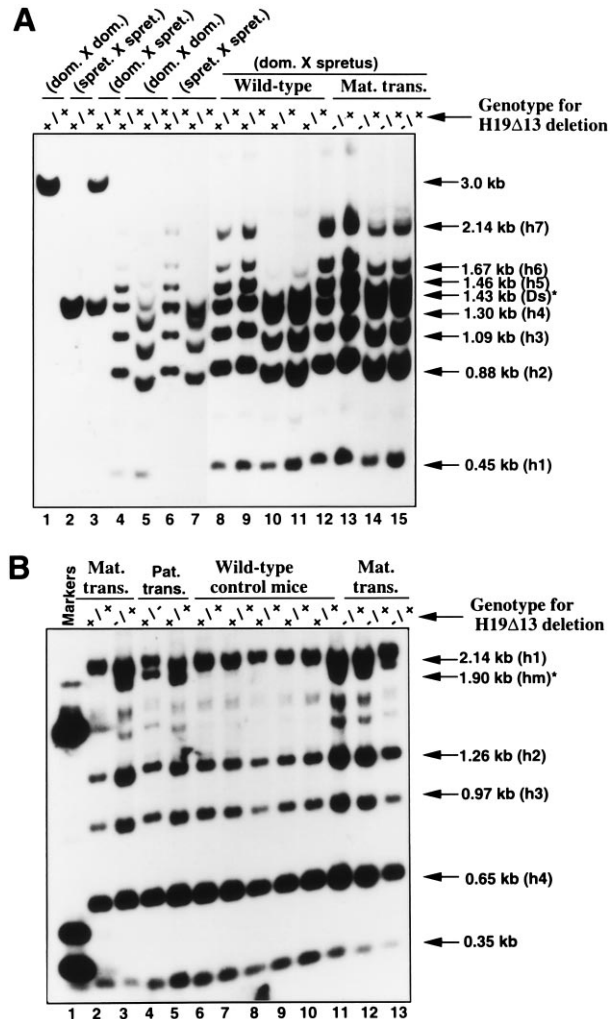 A
(dom. X dom.)
(spret. X spret.)
(dom. X spret.)
(dom. X dom.)
(spret. X spret.)
(dom. X spretus)
Wild-type
Mat. trans.
+/+ +/+ +/+ +/+ +/+ +/+ +/+ +/+ -/+ -/+ -/+
Genotype for
H19Δ13 deletion
3.0 kb
2.14 kb (h7)
1.67 kb (h6)
1.46 kb (h5)
1.43 kb (Ds)*
1.30 kb (h4)
1.09 kb (h3)
0.88 kb (h2)
0.45 kb (h1)
1 2 3 4 5 6 7 8 9 10 11 12 13 14 15
B
Markers
Mat.
trans.
Pat.
trans.
Wild-type
control mice
Mat.
trans.
+/+ -/+ +/- +/+ +/+ +/+ +/+ +/+ +/+ -/+ -/+ -/+
Genotype for
H19Δ13 deletion
2.14 kb (h1)
1.90 kb (hm)*
1.26 kb (h2)
0.97 kb (h3)
0.65 kb (h4)
0.35 kb
1 2 3 4 5 6 7 8 9 10 11 12 13